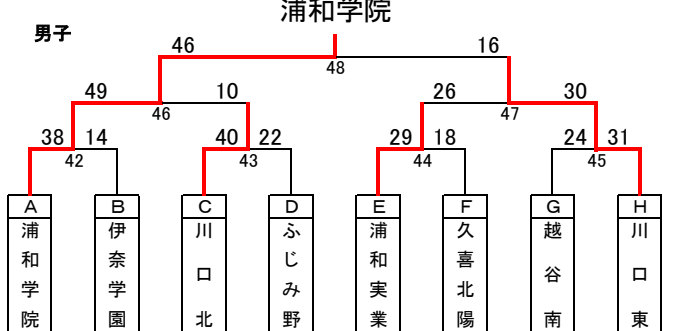 浦和学院
男子
46 16
48
49 10 26 30
46 47
38 14 40 22 29 18 24 31
42 43 44 45
A B C D E F G H
浦和学院
伊奈学園
川口北
ふじみ野
浦和実業
久喜北陽
越谷南
川口東